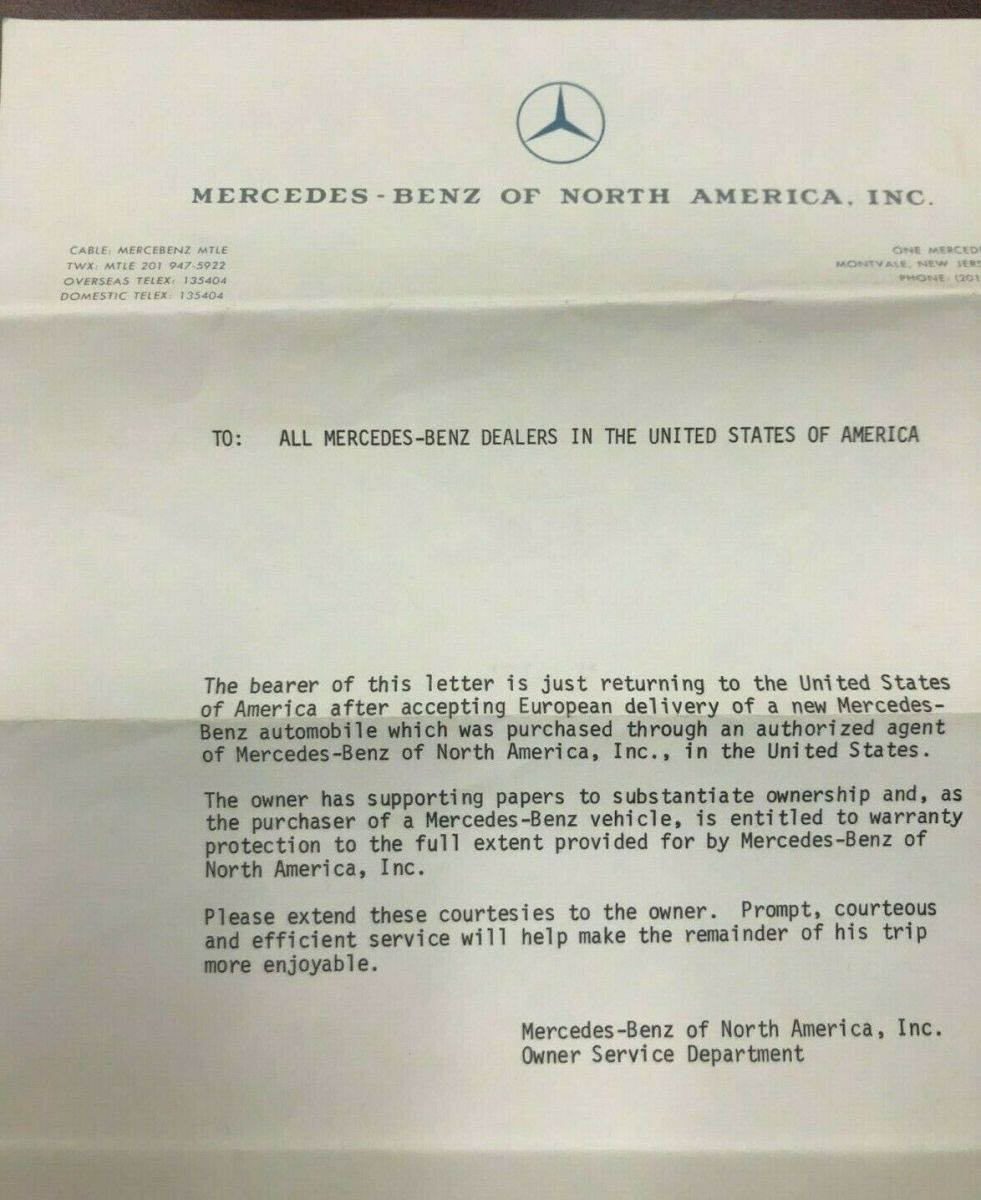 MERCEDES-BENZ OF NORTH AMERICA, INC.
CABLE: MERCEBENZ MTLE
TWX: MTLE 201 947-5922
OVERSEAS TELEX: 135404
DOMESTIC TELEX: 135404
ONE MERCED
MONTVALE, NEW JERS
PHONE: (201
TO: ALL MERCEDES-BENZ DEALERS IN THE UNITED STATES OF AMERICA
The bearer of this letter is just returning to the United States
of America after accepting European delivery of a new Mercedes-
Benz automobile which was purchased through an authorized agent
of Mercedes-Benz of North America, Inc., in the United States.
The owner has supporting papers to substantiate ownership and, as
the purchaser of a Mercedes-Benz vehicle, is entitled to warranty
protection to the full extent provided for by Mercedes-Benz of
North America, Inc.
Please extend these courtesies to the owner. Prompt, courteous
and efficient service will help make the remainder of his trip
more enjoyable.
Mercedes-Benz of North America, Inc.
Owner Service Department